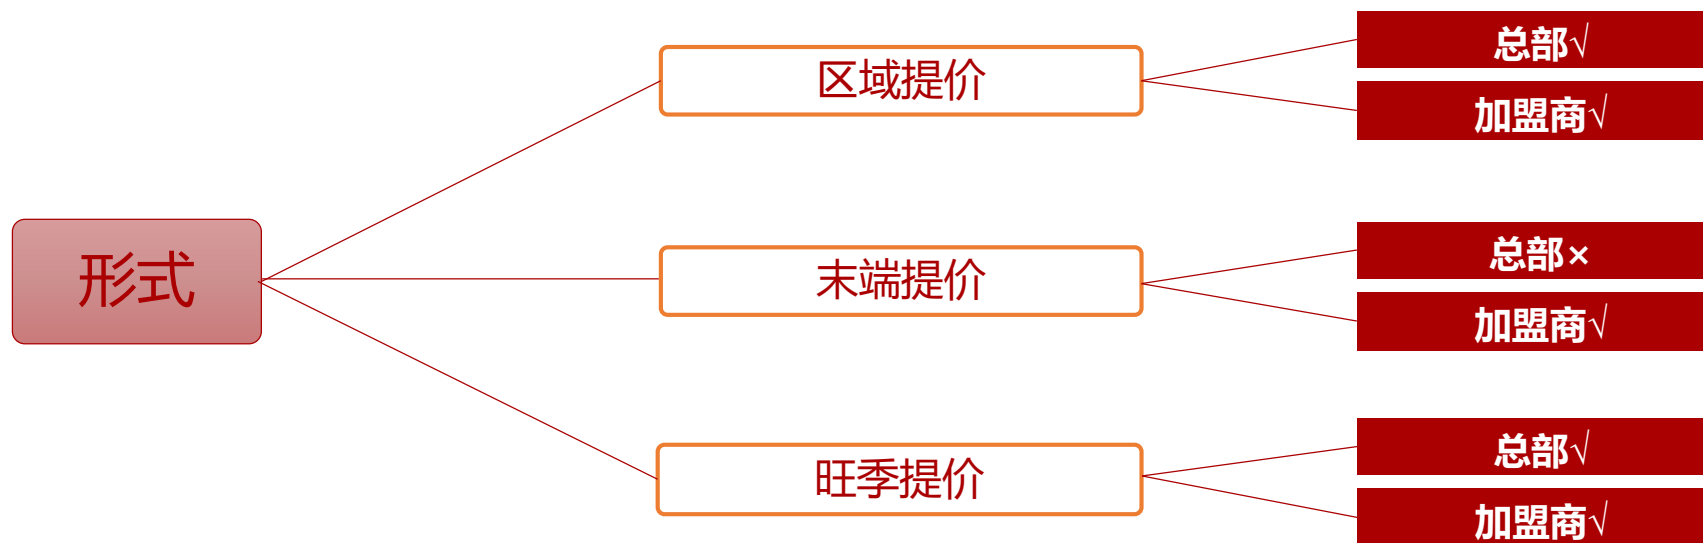 形式
区域提价
总部√
加盟商√
末端提价
总部×
加盟商√
旺季提价
总部√
加盟商√